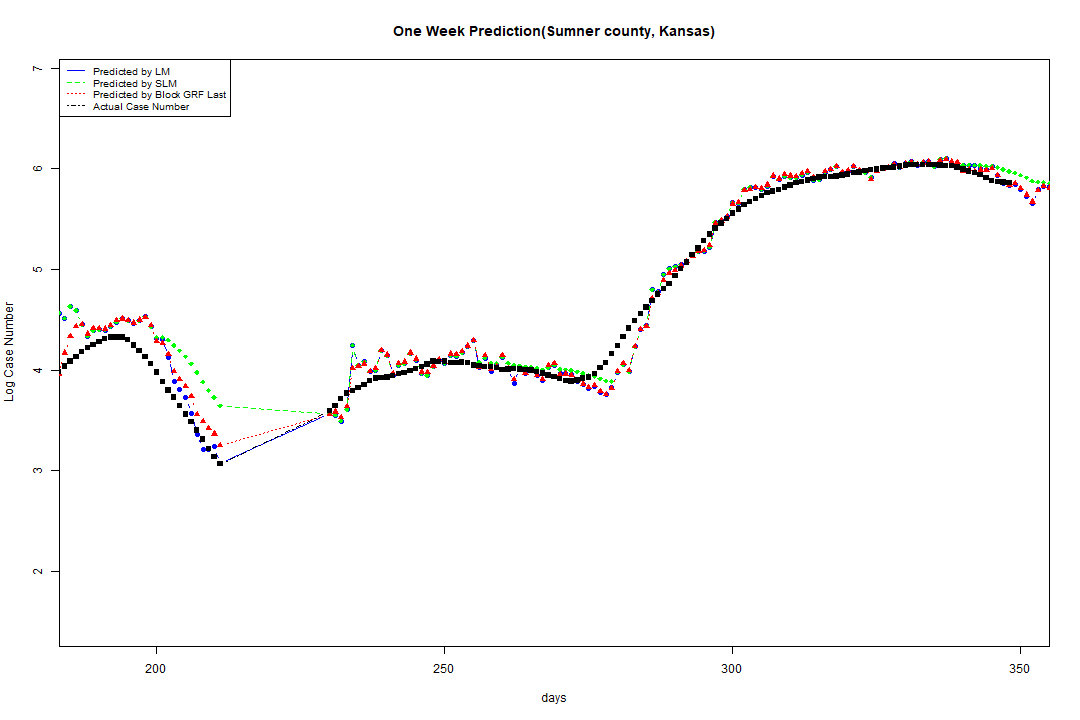 One Week Prediction(Sumner county, Kansas)
Predicted by LM
Predicted by SLM
Predicted by Block GRF Last
Actual Case Number
7
6
5
4
3
2
Log Case Number
200 250 300 350
days